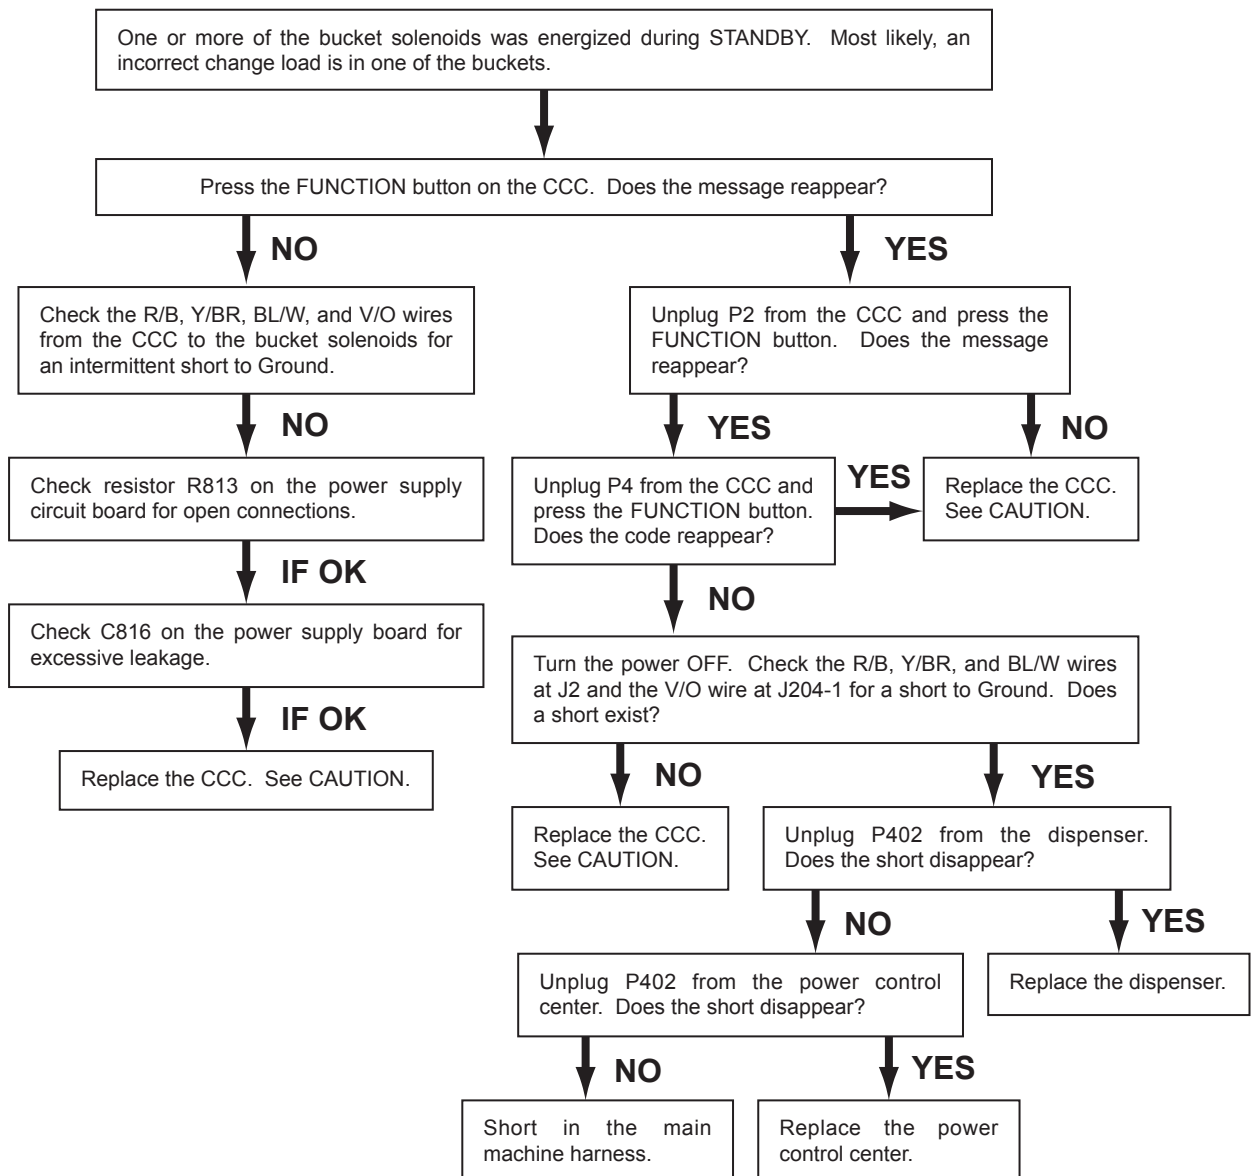 One or more of the bucket solenoids was energized during STANDBY. Most likely, an
incorrect change load is in one of the buckets.
Press the FUNCTION button on the CCC. Does the message reappear?
NO
YES
Check the R/B, Y/BR, BL/W, and V/O wires
from the CCC to the bucket solenoids for
an intermittent short to Ground.
Unplug P2 from the CCC and press the
FUNCTION button. Does the message
reappear?
NO
YES
NO
Check resistor R813 on the power supply
circuit board for open connections.
Unplug P4 from the CCC and
press the FUNCTION button.
Does the code reappear?
YES
Replace the CCC.
See CAUTION.
IF OK
NO
Check C816 on the power supply board for
excessive leakage.
Turn the power OFF. Check the R/B, Y/BR, and BL/W wires
at J2 and the V/O wire at J204-1 for a short to Ground. Does
a short exist?
IF OK
NO
YES
Replace the CCC. See CAUTION.
Replace the CCC.
See CAUTION.
Unplug P402 from the dispenser.
Does the short disappear?
NO
YES
Unplug P402 from the power control
center. Does the short disappear?
Replace the dispenser.
NO
YES
Short in the main
machine harness.
Replace the power
control center.